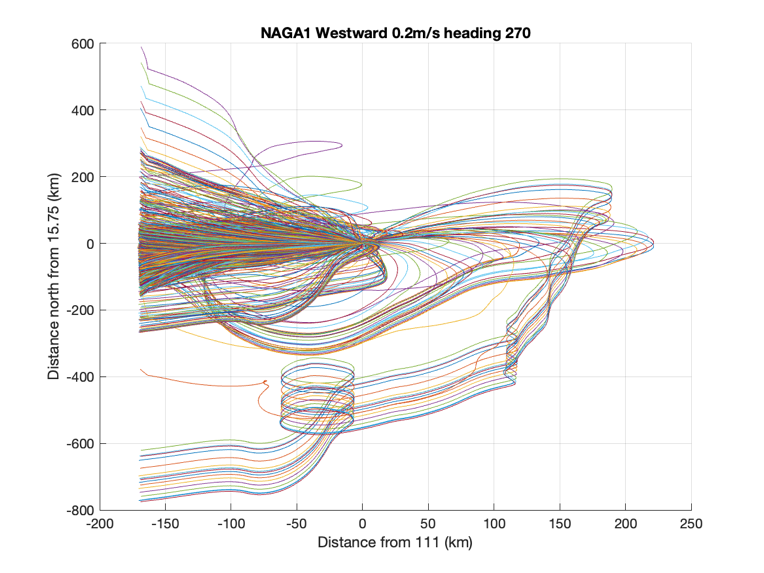 NAGA1 Westward 0.2m/s heading 270
600
400
200
0
-200
-400
-600
-800
Distance north from 15.75 (km)
-200 -150 -100 -50 0 50 100 150 200 250
Distance from 111 (km)